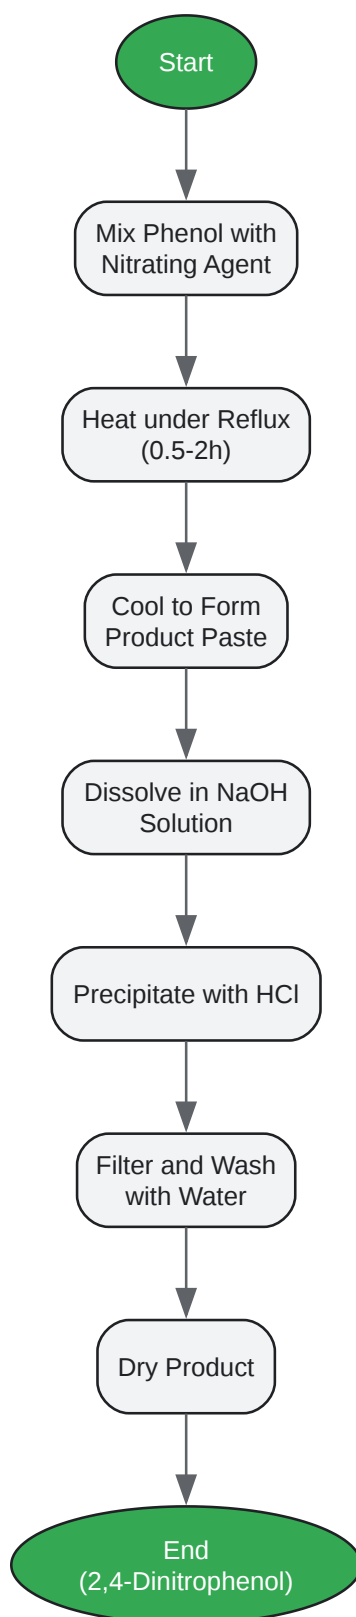 Start
Mix Phenol with
Nitrating Agent
Heat under Reflux
(0.5-2h)
Cool to Form
Product Paste
Dissolve in NaOH
Solution
Precipitate with HCl
Filter and Wash
with Water
Dry Product
End
(2,4-Dinitrophenol)